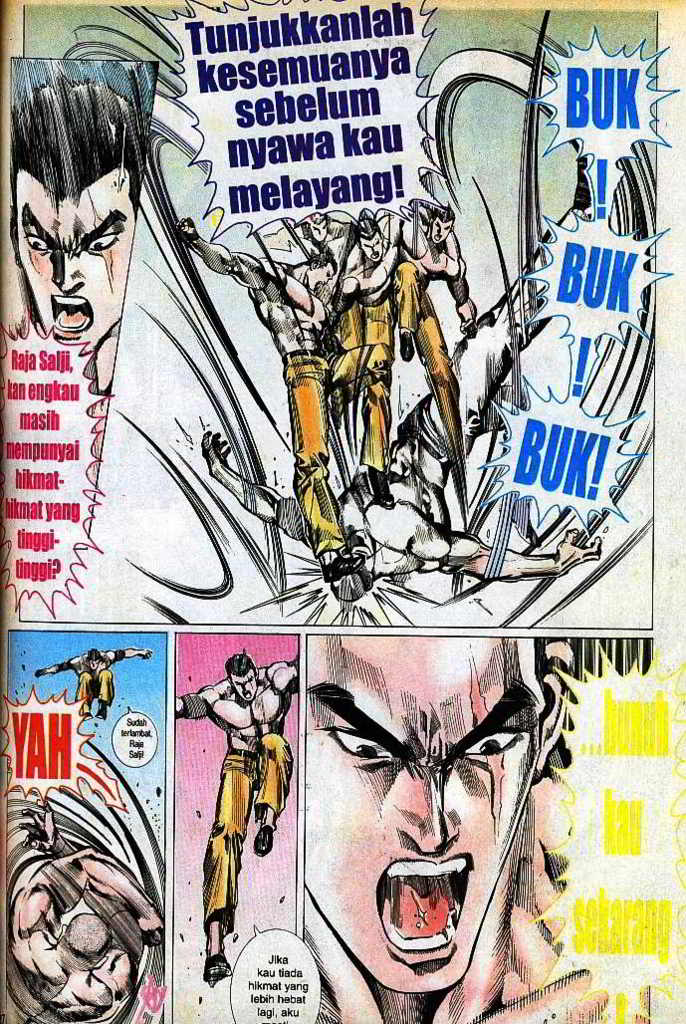 Tunjukkanlah
kesemuanya
sebelum
nyawa kau
melayang!
BUK
!
BUK
!
BUK!
Raja Salji,
kan engkau
masih
mempunyai
hikmat-
hikmat yang
tinggi-
tinggi?
Sudah
terlambat,
Raja
Salji!
YAH
Jika
kau tiada
hikmat yang
lebih hebat
lagi, aku
...bunuh
kau
sekarang
!